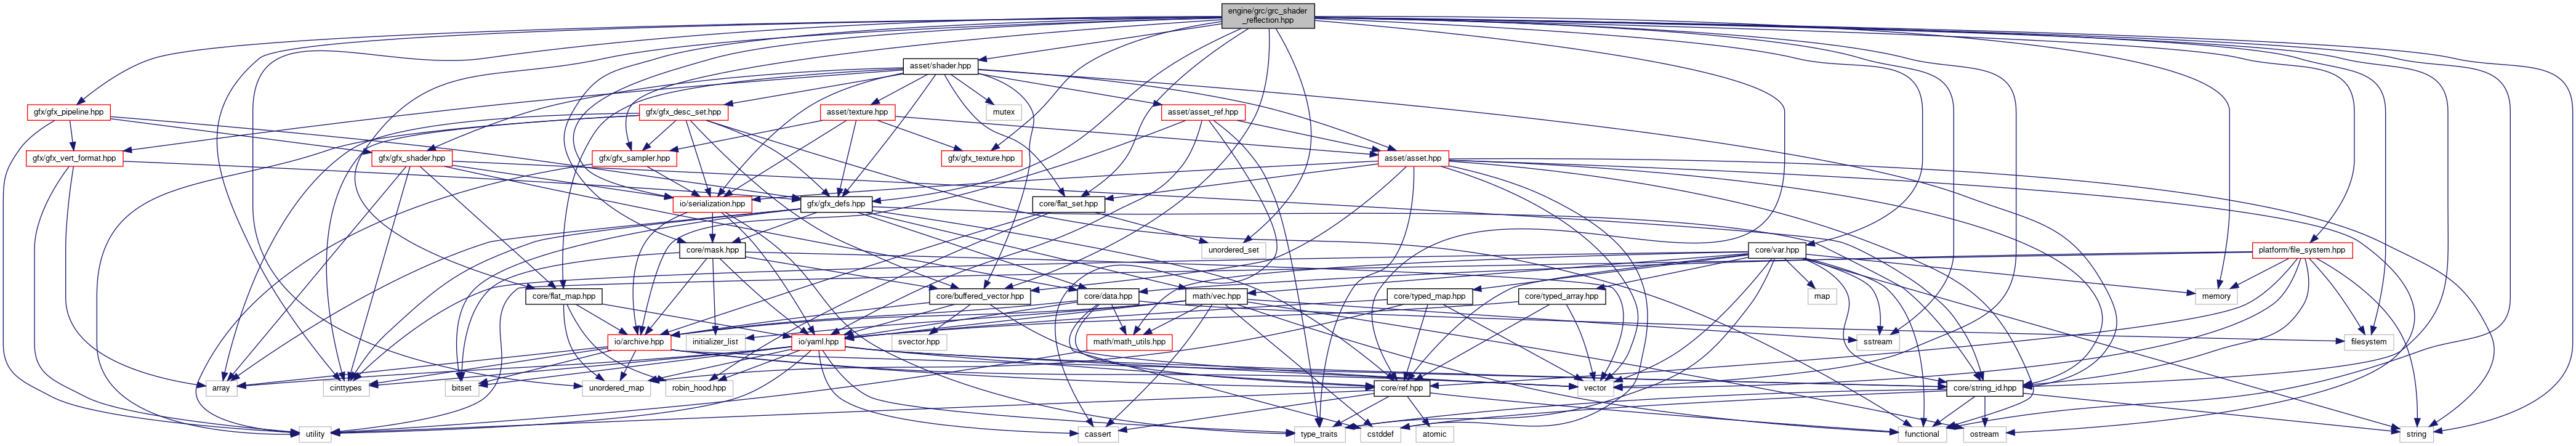 engine/grc/grc_shader
_reflection.hpp
asset/shader.hpp
gfx/gfx_pipeline.hpp
gfx/gfx_desc_set.hpp
asset/texture.hpp
mutex
asset/asset_ref.hpp
gfx/gfx_vert_format.hpp
gfx/gfx_shader.hpp
gfx/gfx_sampler.hpp
gfx/gfx_texture.hpp
asset/asset.hpp
io/serialization.hpp
gfx/gfx_defs.hpp
core/flat_set.hpp
core/mask.hpp
unordered_set
core/var.hpp
platform/file_system.hpp
core/flat_map.hpp
core/buffered_vector.hpp
core/data.hpp
math/vec.hpp
core/typed_map.hpp
core/typed_array.hpp
map
memory
io/archive.hpp
initializer_list
io/yaml.hpp
svector.hpp
math/math_utils.hpp
sstream
filesystem
array
cinttypes
bitset
unordered_map
robin_hood.hpp
core/ref.hpp
vector
core/string_id.hpp
utility
cassert
type_traits
cstddef
atomic
functional
ostream
string